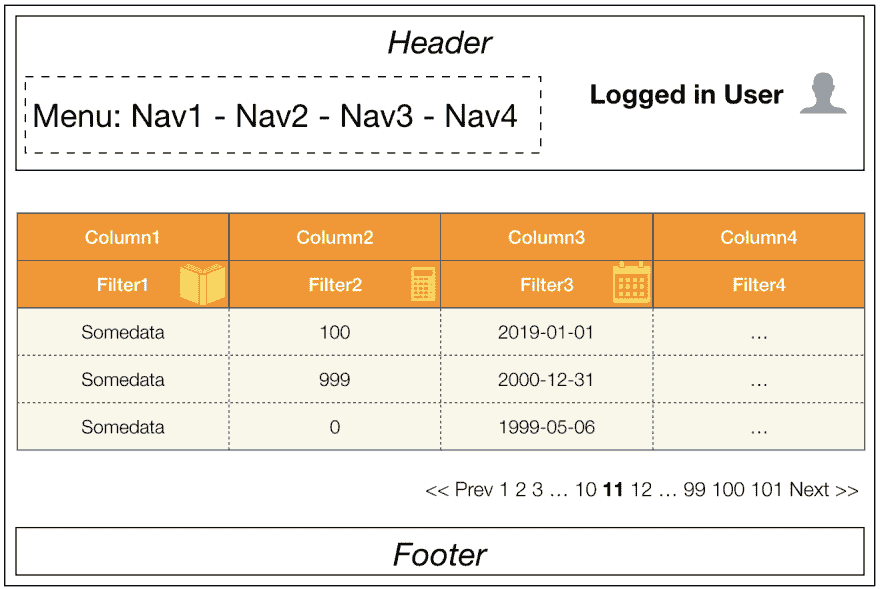 Header
Menu: Nav1 - Nav2 - Nav3 - Nav4
Logged in User
Column1 Column2 Column3 Column4
Filter1 Filter2 Filter3 Filter4
Somedata 100 2019-01-01 ...
Somedata 999 2000-12-31 ...
Somedata 0 1999-05-06 ...
<< Prev 1 2 3 ... 10 11 12 ... 99 100 101 Next >>
Footer